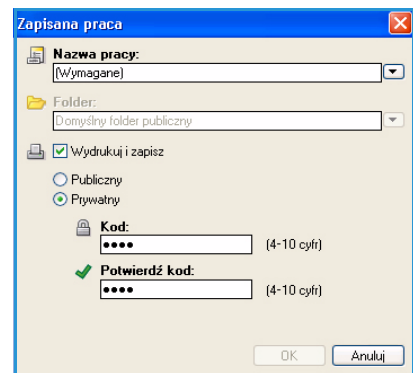 Zapisana praca
Nazwa pracy:
(Wymagane)
Folder:
Domyślny folder publiczny
Wydrukuj i zapisz
Publiczny
Prywatny
Kod:
•••• (4-10 cyfr)
Potwierdź kod:
•••• (4-10 cyfr)
OK Anuluj